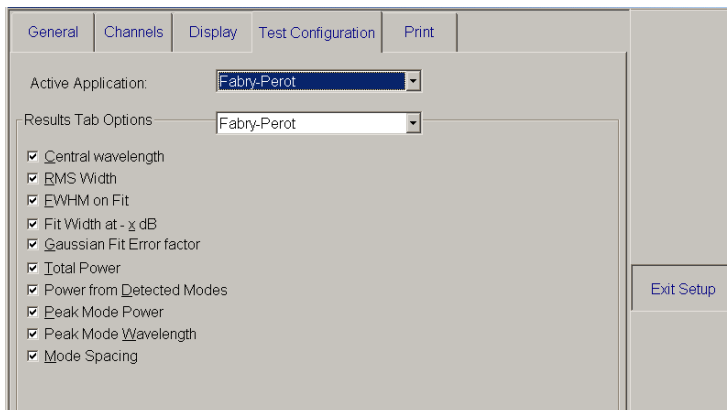 General Channels Display Test Configuration Print
Active Application: Fabry-Perot
Results Tab Options Fabry-Perot
Central wavelength
RMS Width
FWHM on Fit
Fit Width at - x dB
Gaussian Fit Error factor
Total Power
Power from Detected Modes
Exit Setup
Peak Mode Power
Peak Mode Wavelength
Mode Spacing